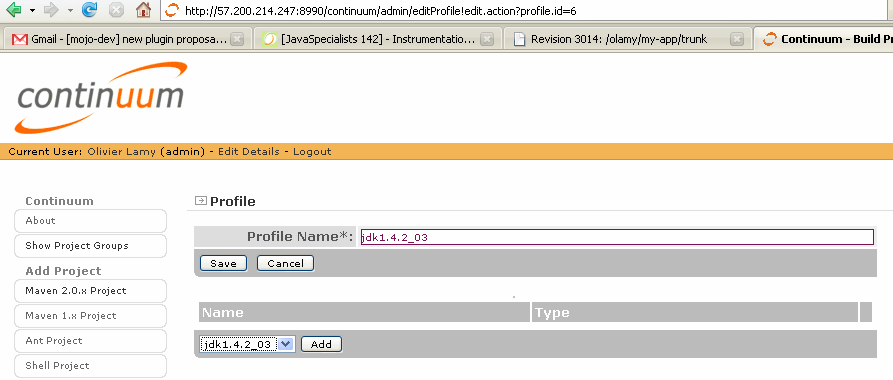 http://57.200.214.247:8990/continuum/admin/editProfile!edit.action?profile.id=6
Gmail - [mojo-dev] new plugin proposa...
[JavaSpecialists 142] - Instrumentatio...
Revision 3014: /olamy/my-app/trunk
Continuum - Build Pr
continuum
Current User: Olivier Lamy (admin) - Edit Details - Logout
Continuum
About
Show Project Groups
Add Project
Maven 2.0.x Project
Maven 1.x Project
Ant Project
Shell Project
Profile
Profile Name*: jdk1.4.2_03
Save Cancel
Name Type
jdk1.4.2_03 Add